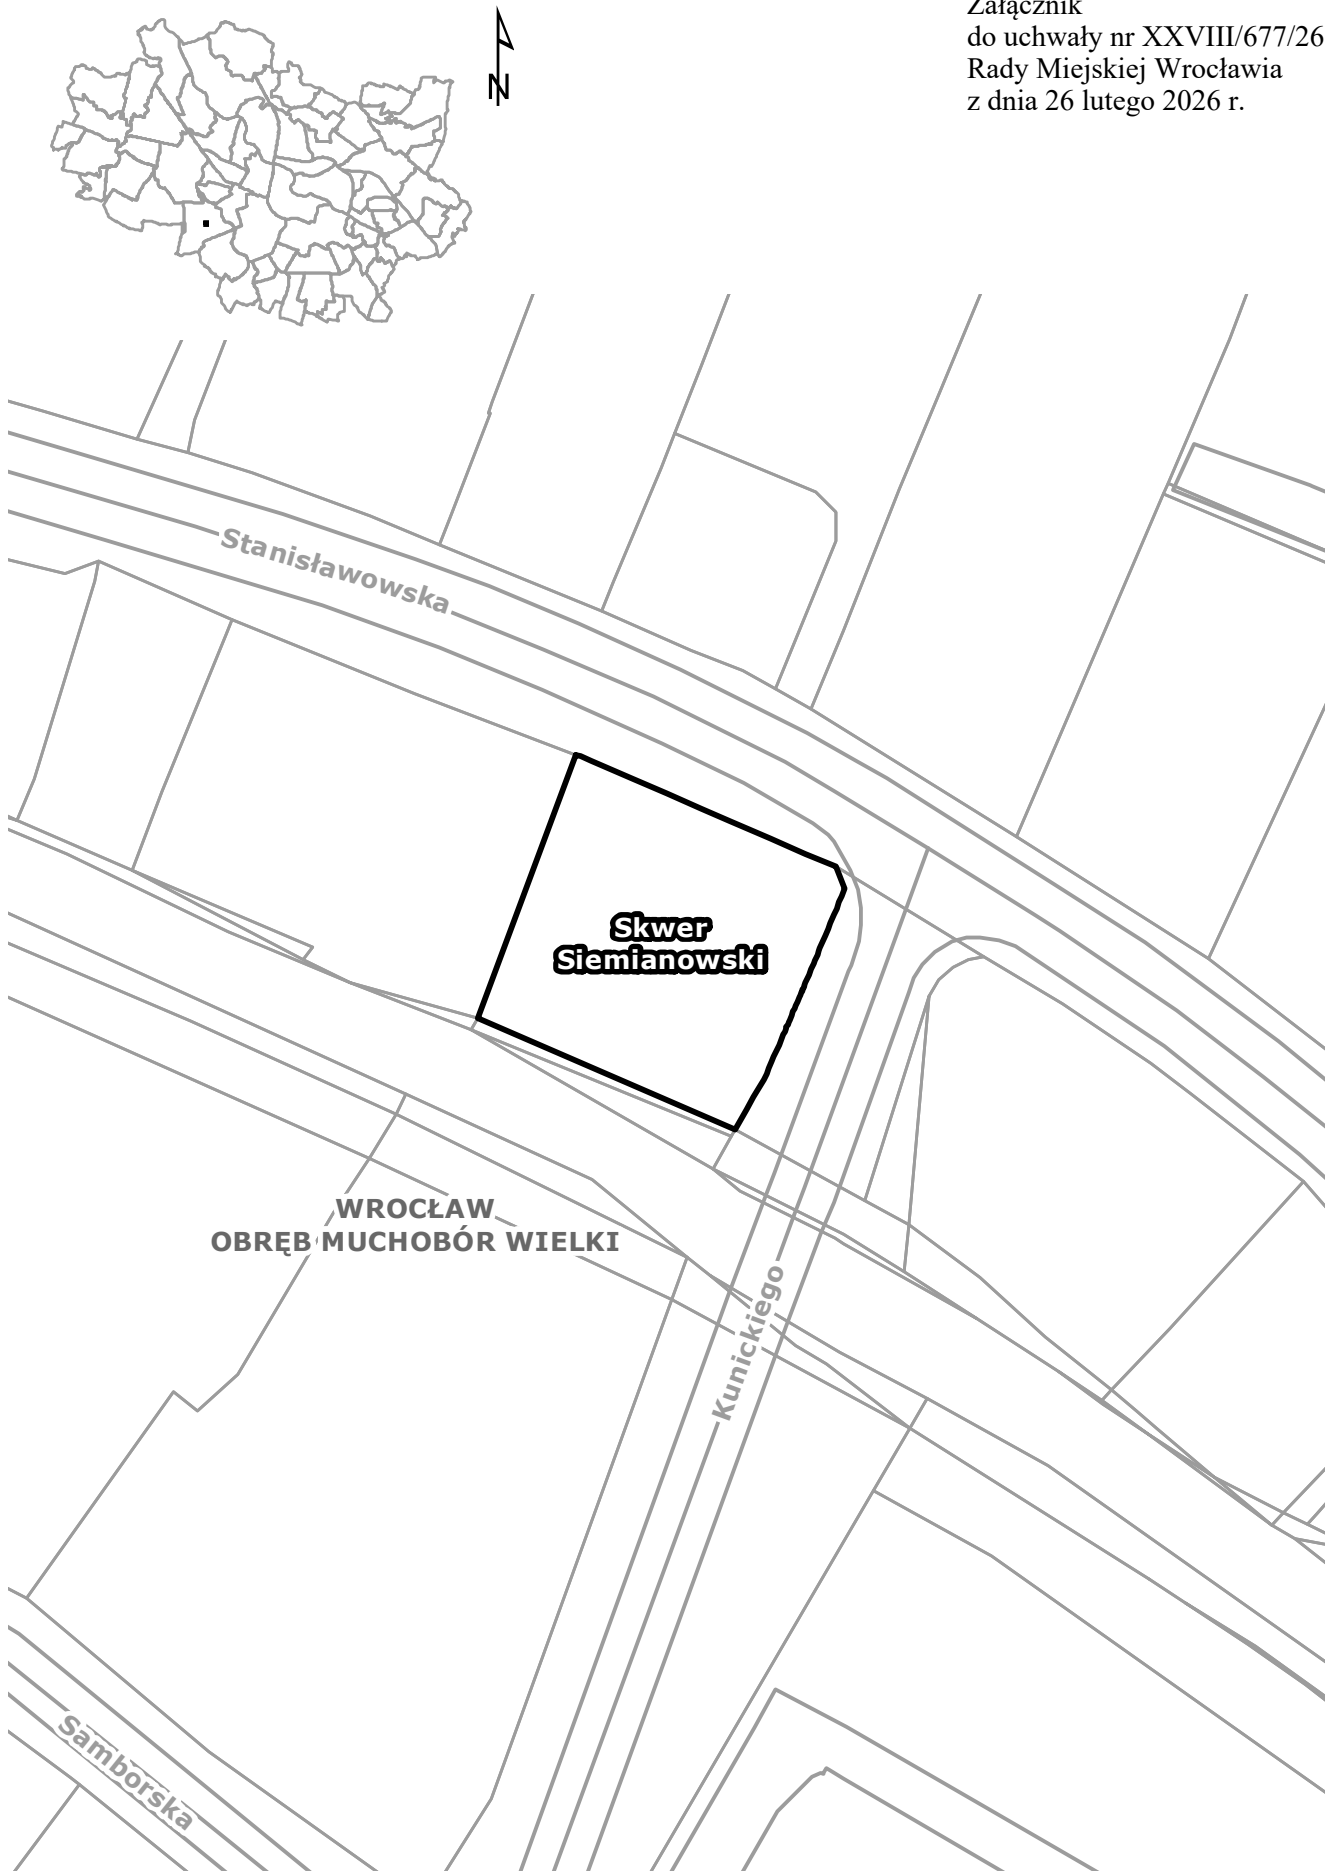 Załącznik
do uchwały nr XXVIII/677/26
Rady Miejskiej Wrocławia
z dnia 26 lutego 2026 r.
N
Stanisławowska
Skwer
Siemianowski
WROCŁAW
OBRĘB MUCHOBÓR WIELKI
Kunickiego
Samborska